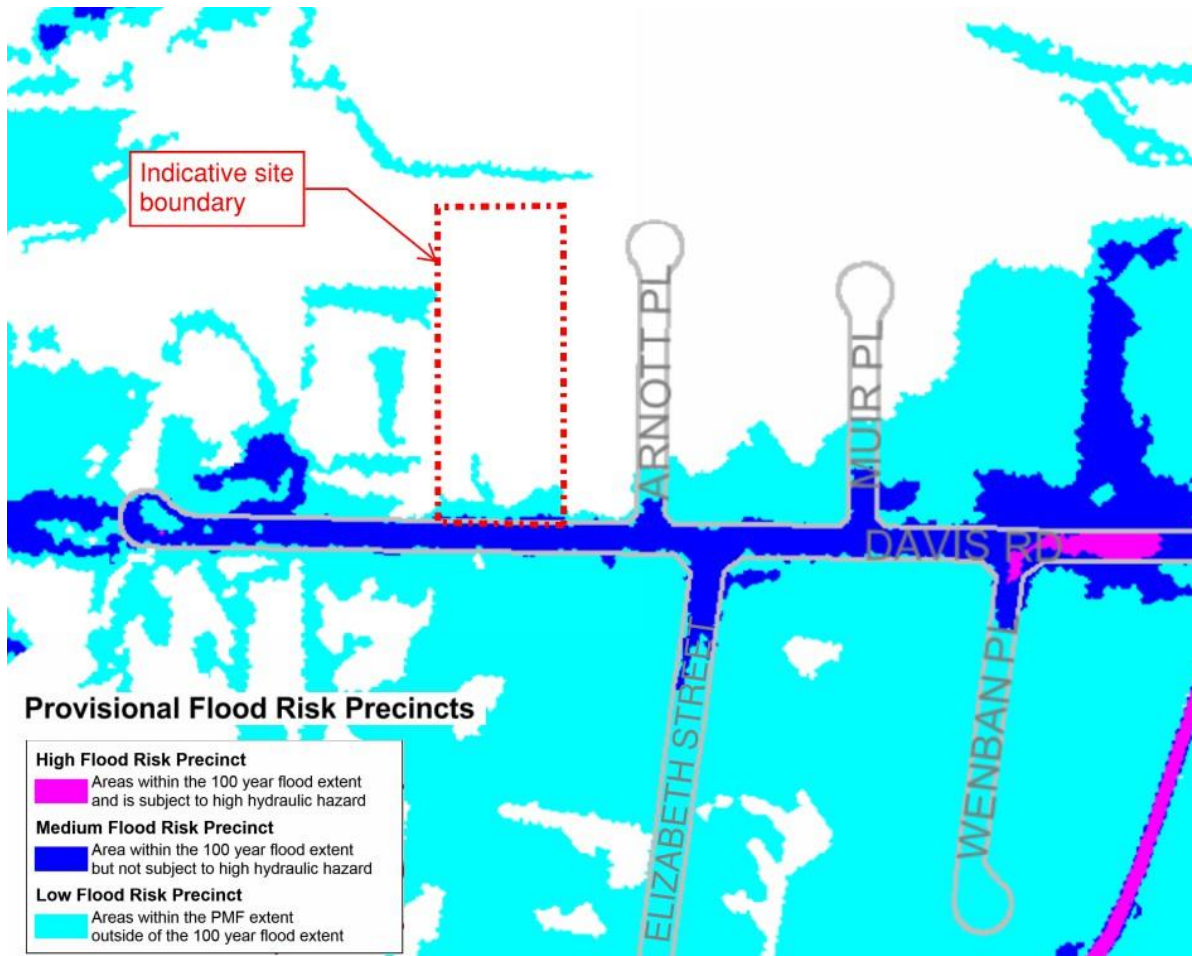 Indicative site
boundary
ARNOTT PL
MUIR PL
DAVIS RD
ELIZABETH STREET
WENBAN PL
Provisional Flood Risk Precincts
High Flood Risk Precinct
Areas within the 100 year flood extent
and is subject to high hydraulic hazard
Medium Flood Risk Precinct
Area within the 100 year flood extent
but not subject to high hydraulic hazard
Low Flood Risk Precinct
Areas within the PMF extent
outside of the 100 year flood extent